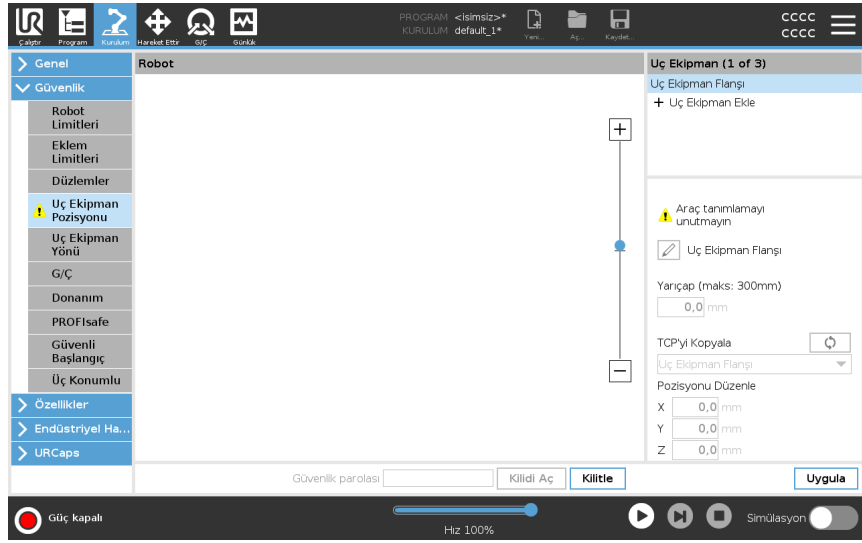 PROGRAM <isimsiz>*
KURULUM default_1*
CCCC
CCCC
Çalıştır Program Kurulum Hareket Ettir G/Ç Günlük
Yeni... Aç... Kaydet...
Genel
Güvenlik
Robot
Limitleri
Eklem
Limitleri
Düzlemler
Uç Ekipman
Pozisyonu
Uç Ekipman
Yönü
G/Ç
Donanım
PROFIsafe
Güvenli
Başlangıç
Üç Konumlu
Özellikler
Endüstriyel Ha...
URCaps
Robot
Uç Ekipman (1 of 3)
Uç Ekipman Flanşı
+ Uç Ekipman Ekle
Araç tanımlamayı
unutmayın
Uç Ekipman Flanşı
Yarıçap (maks: 300mm)
0,0 mm
TCP'yi Kopyala
Uç Ekipman Flanşı
Pozisyonu Düzenle
X 0,0 mm
Y 0,0 mm
Z 0,0 mm
Güvenlik parolası Kilidi Aç Kilitle Uygula
Güç kapalı
Hız 100%
Simülasyon